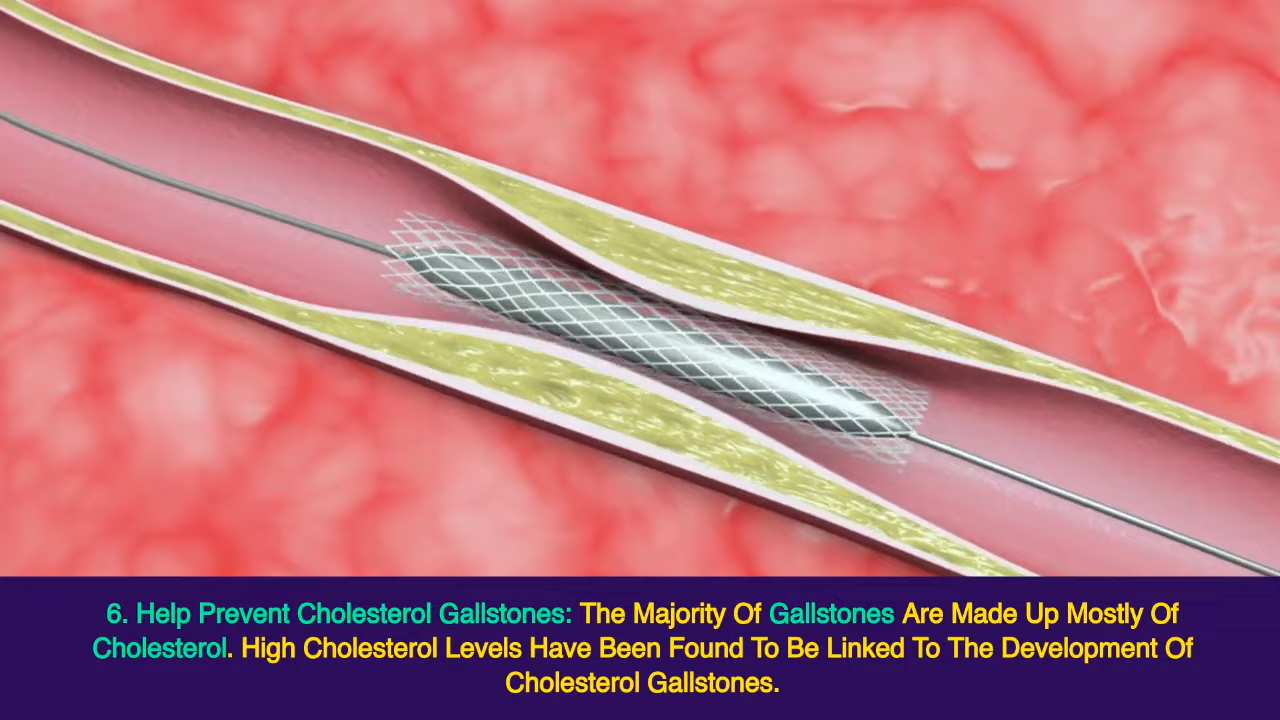 6. Help Prevent Cholesterol Gallstones: The Majority Of Gallstones Are Made Up Mostly Of
Cholesterol. High Cholesterol Levels Have Been Found To Be Linked To The Development Of
Cholesterol Gallstones.